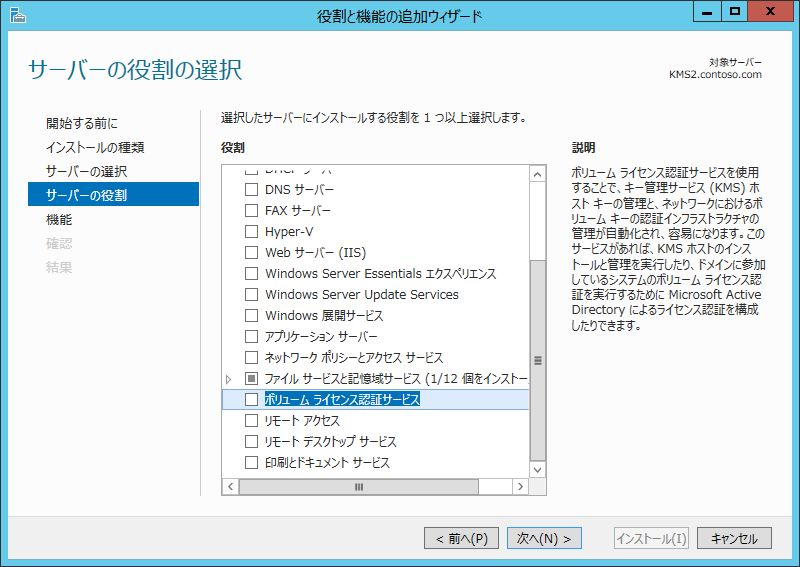 役割と機能の追加ウィザード
サーバーの役割の選択
対象サーバー
KMS2.contoso.com
開始する前に
インストールの種類
サーバーの選択
サーバーの役割
機能
確認
結果
選択したサーバーにインストールする役割を 1 つ以上選択します。
役割
DHCP サーバー
DNS サーバー
FAX サーバー
Hyper-V
Web サーバー (IIS)
Windows Server Essentials エクスペリエンス
Windows Server Update Services
Windows 展開サービス
アプリケーション サーバー
ネットワーク ポリシーとアクセス サービス
ファイル サービスと記憶域サービス (1/12 個をインストー
ボリューム ライセンス認証サービス
リモート アクセス
リモート デスクトップ サービス
印刷とドキュメント サービス
説明
ボリューム ライセンス認証サービスを使用
することで、キー管理サービス (KMS) ホ
スト キーの管理と、ネットワークにおけるボ
リューム キーの認証インフラストラクチャの
管理が自動化され、容易になります。この
サービスがあれば、KMS ホストのインス
トールと管理を実行したり、ドメインに参加
しているシステムのボリューム ライセンス認
証を実行するために Microsoft Active
Directory によるライセンス認証を構成
したりできます。
< 前へ(P)
次へ(N) >
インストール(I)
キャンセル